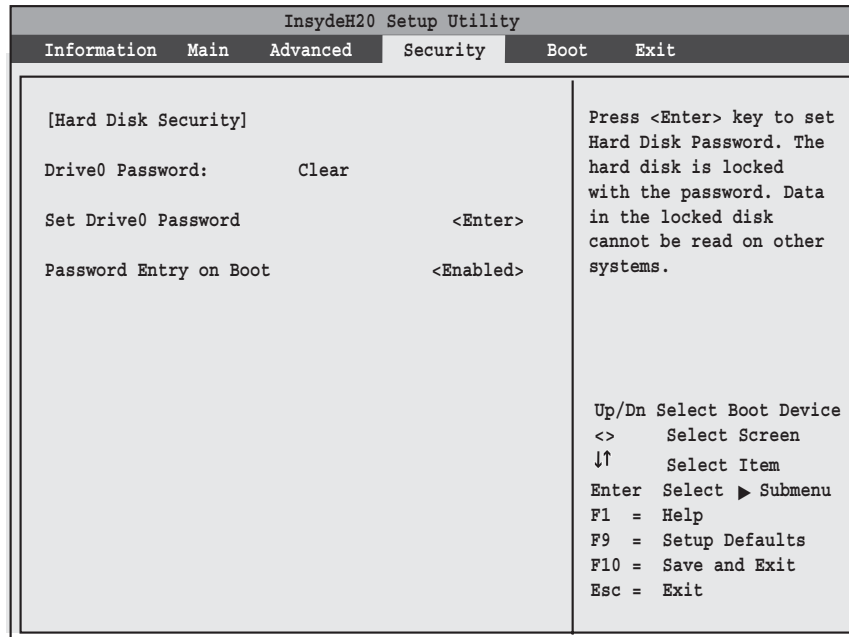 InsydeH20 Setup Utility
Information Main Advanced Security Boot Exit
[Hard Disk Security]
Drive0 Password: Clear
Set Drive0 Password <Enter>
Password Entry on Boot <Enabled>
Press <Enter> key to set
Hard Disk Password. The
hard disk is locked
with the password. Data
in the locked disk
cannot be read on other
systems.
Up/Dn Select Boot Device
<> Select Screen
↓↑ Select Item
Enter Select ▶ Submenu
F1 = Help
F9 = Setup Defaults
F10 = Save and Exit
Esc = Exit